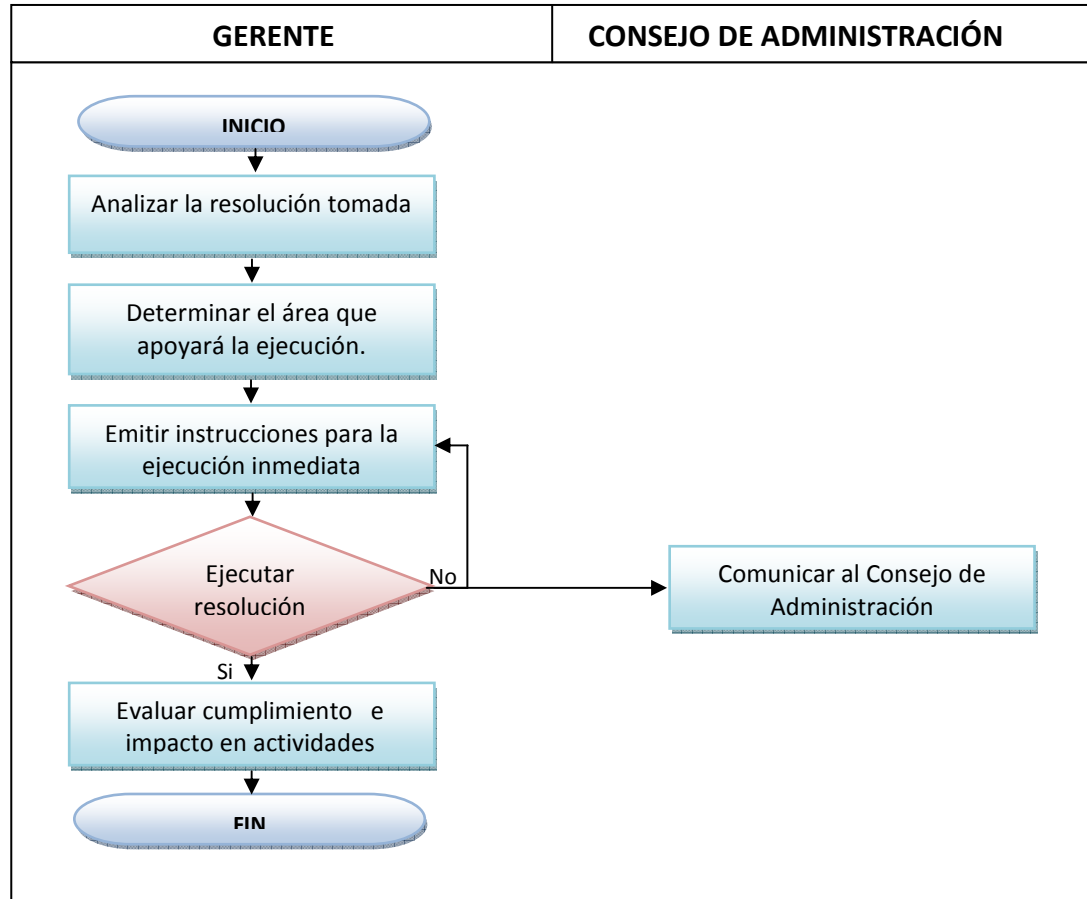 GERENTE
CONSEJO DE ADMINISTRACIÓN
INICIO
Analizar la resolución tomada
Determinar el área que
apoyará la ejecución.
Emitir instrucciones para la
ejecución inmediata
Ejecutar
resolución
No
Comunicar al Consejo de
Administración
Si
Evaluar cumplimiento e
impacto en actividades
FIN